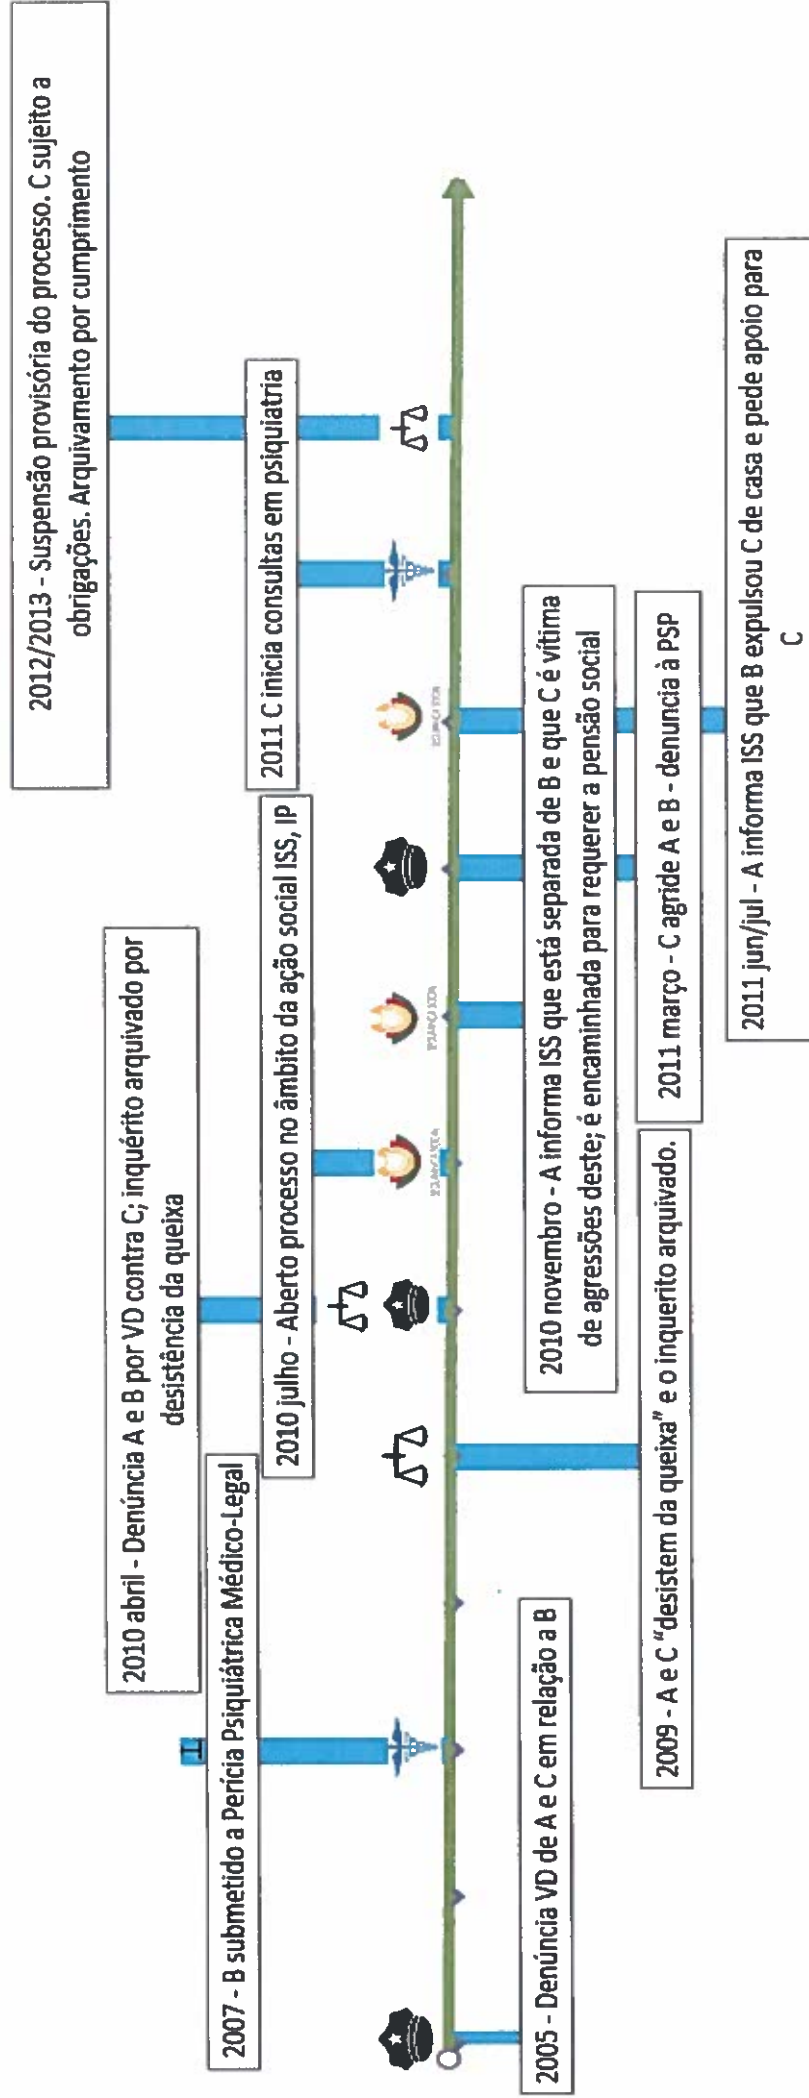 2005 - Denúncia VD de A e C em relação a B
2007 - B submetido a Perícia Psiquiátrica Médico-Legal
2009 - A e C "desistem da queixa" e o inquerito arquivado.
2010 abril - Denúncia A e B por VD contra C; inquérito arquivado por
desistência da queixa
2010 julho - Aberto processo no âmbito da ação social ISS, IP
2010 novembro - A informa ISS que está separada de B e que C é vítima
de agressões deste; é encaminhada para requerer a pensão social
2011 março - C agride A e B - denuncia à PSP
2011 jun/jul - A informa ISS que B expulsou C de casa e pede apoio para
C
2011 C inicia consultas em psiquiatria
2012/2013 - Suspensão provisória do processo. C sujeito a
obrigações. Arquivamento por cumprimento